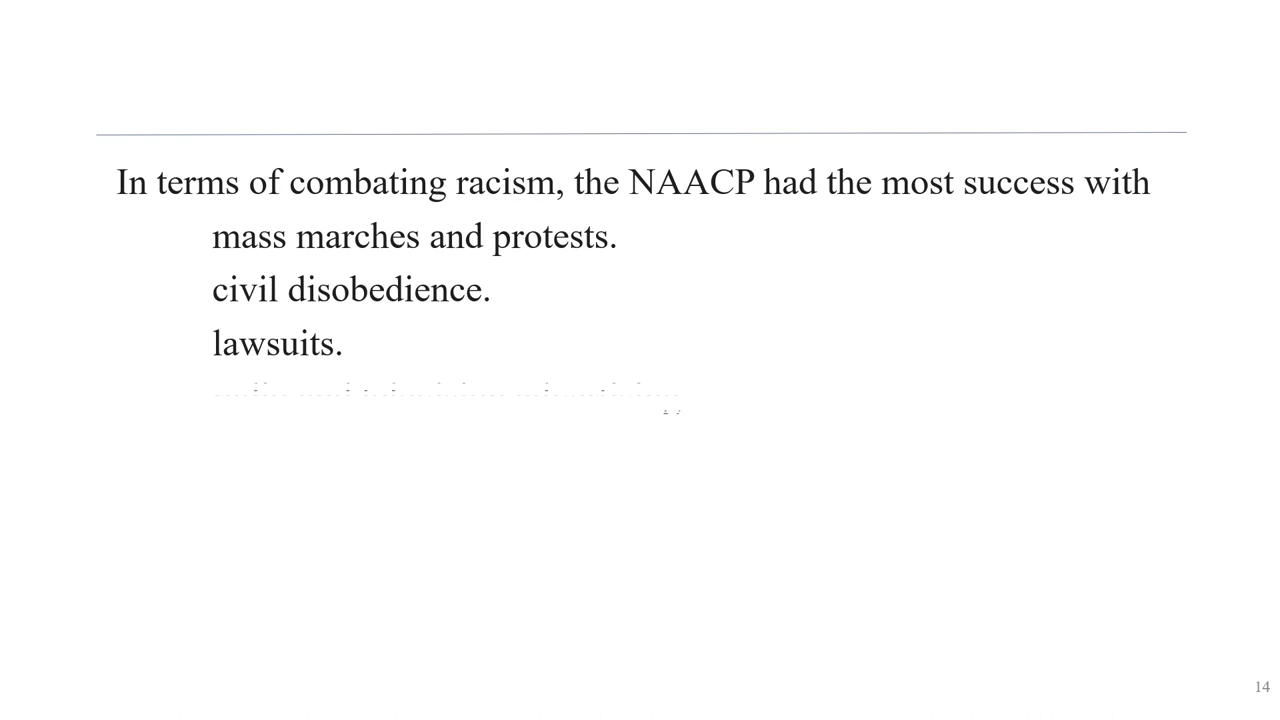 In terms of combating racism, the NAACP had the most success with
mass marches and protests.
civil disobedience.
lawsuits.
14